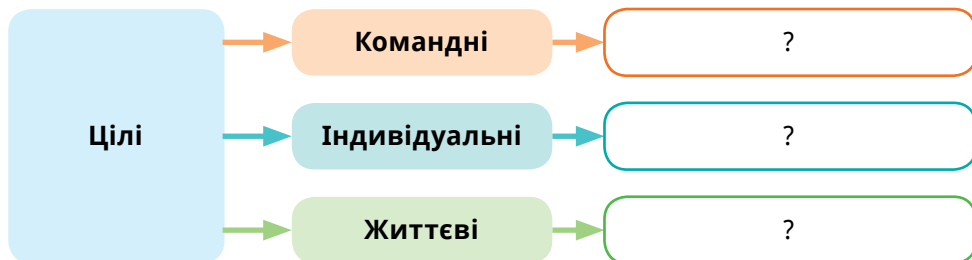 Цілі
Командні
?
Індивідуальні
?
Життєві
?